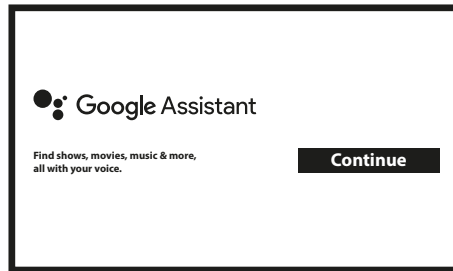 Google Assistant
Find shows, movies, music & more,
all with your voice.
Continue